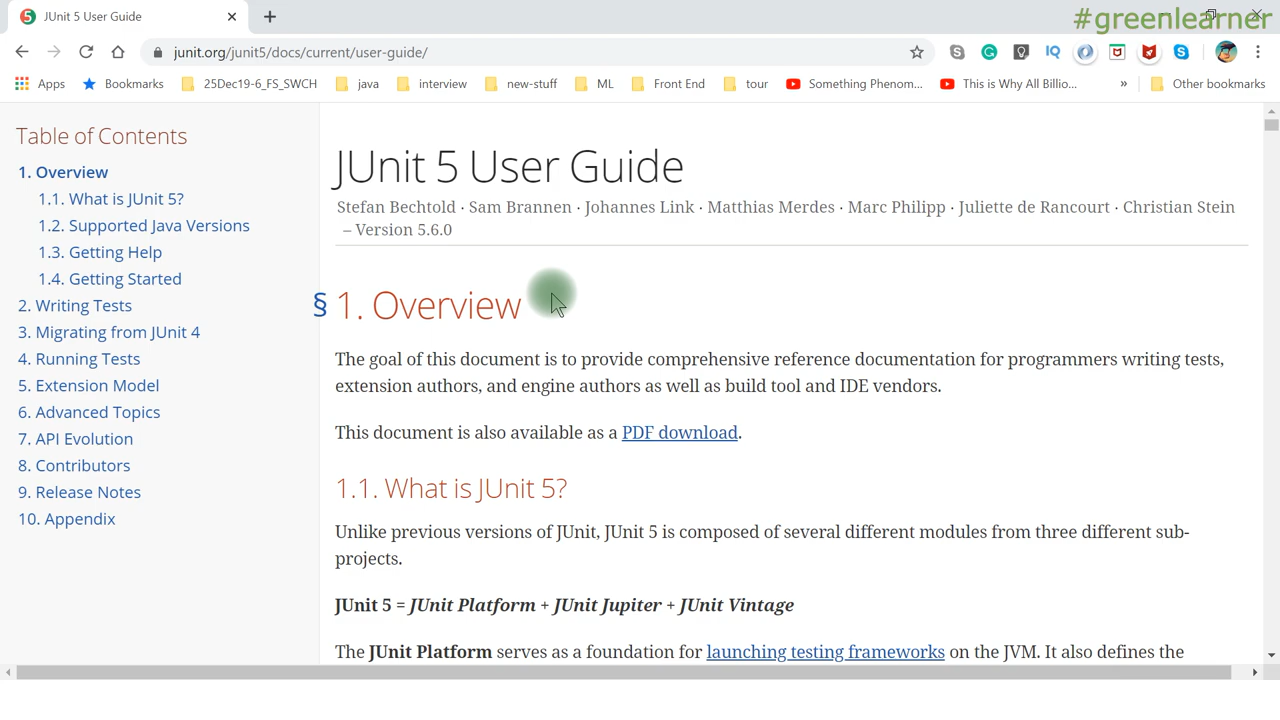 JUnit 5 User Guide
#greenlearner
junit.org/junit5/docs/current/user-guide/
Apps
Bookmarks
25Dec19-6_FS_SWCH
java
interview
new-stuff
ML
Front End
tour
Something Phenom...
This is Why All Billio...
»
Other bookmarks
Table of Contents
1. Overview
1.1. What is JUnit 5?
1.2. Supported Java Versions
1.3. Getting Help
1.4. Getting Started
2. Writing Tests
3. Migrating from JUnit 4
4. Running Tests
5. Extension Model
6. Advanced Topics
7. API Evolution
8. Contributors
9. Release Notes
10. Appendix
JUnit 5 User Guide
Stefan Bechtold · Sam Brannen · Johannes Link · Matthias Merdes · Marc Philipp · Juliette de Rancourt · Christian Stein
– Version 5.6.0
§ 1. Overview
The goal of this document is to provide comprehensive reference documentation for programmers writing tests,
extension authors, and engine authors as well as build tool and IDE vendors.
This document is also available as a PDF download.
1.1. What is JUnit 5?
Unlike previous versions of JUnit, JUnit 5 is composed of several different modules from three different sub-
projects.
JUnit 5 = JUnit Platform + JUnit Jupiter + JUnit Vintage
The JUnit Platform serves as a foundation for launching testing frameworks on the JVM. It also defines the